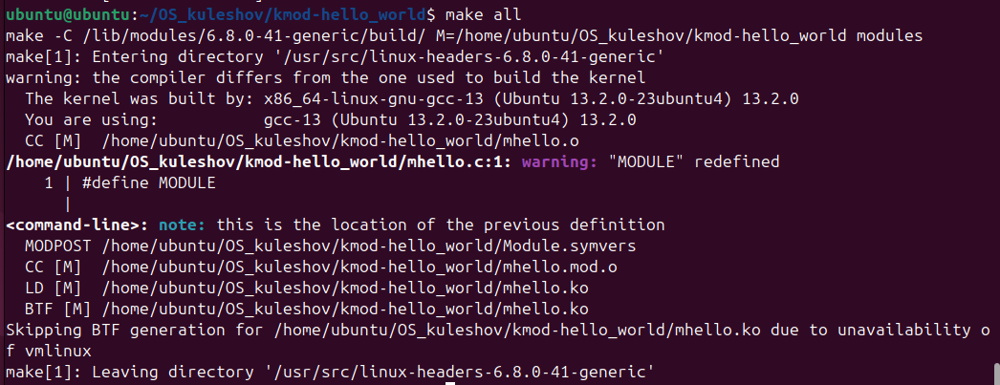 ubuntu@ubuntu:~/OS_kuleshov/kmod-hello_world$ make all
make -C /lib/modules/6.8.0-41-generic/build/ M=/home/ubuntu/OS_kuleshov/kmod-hello_world modules
make[1]: Entering directory '/usr/src/linux-headers-6.8.0-41-generic'
warning: the compiler differs from the one used to build the kernel
  The kernel was built by: x86_64-linux-gnu-gcc-13 (Ubuntu 13.2.0-23ubuntu4) 13.2.0
  You are using:           gcc-13 (Ubuntu 13.2.0-23ubuntu4) 13.2.0
  CC [M]  /home/ubuntu/OS_kuleshov/kmod-hello_world/mhello.o
/home/ubuntu/OS_kuleshov/kmod-hello_world/mhello.c:1: warning: "MODULE" redefined
    1 | #define MODULE
      |
<command-line>: note: this is the location of the previous definition
  MODPOST /home/ubuntu/OS_kuleshov/kmod-hello_world/Module.symvers
  CC [M]  /home/ubuntu/OS_kuleshov/kmod-hello_world/mhello.mod.o
  LD [M]  /home/ubuntu/OS_kuleshov/kmod-hello_world/mhello.ko
  BTF [M] /home/ubuntu/OS_kuleshov/kmod-hello_world/mhello.ko
Skipping BTF generation for /home/ubuntu/OS_kuleshov/kmod-hello_world/mhello.ko due to unavailability o
f vmlinux
make[1]: Leaving directory '/usr/src/linux-headers-6.8.0-41-generic'